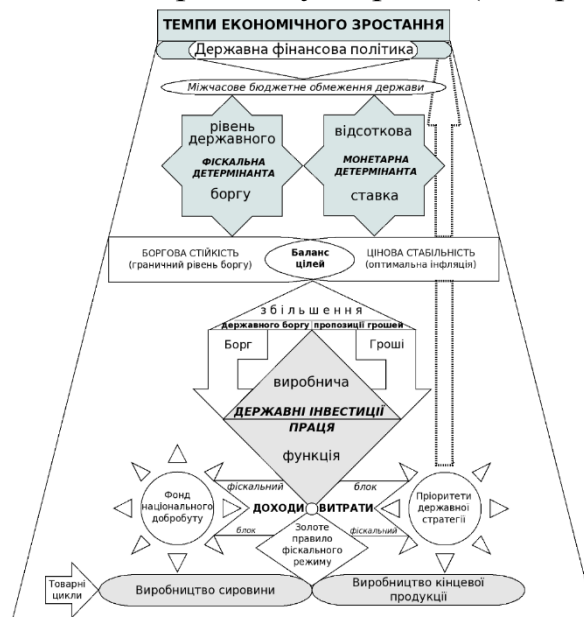 ТЕМПИ ЕКОНОМІЧНОГО ЗРОСТАННЯ
Державна фінансова політика
Міжчасове бюджетне обмеження держави
рівень
державного
ФІСКАЛЬНА
ДЕТЕРМІНАНТА
боргу
відсоткова
МОНЕТАРНА
ДЕТЕРМІНАНТА
ставка
БОРГОВА СТІЙКІСТЬ
(граничний рівень боргу)
Баланс
цілей
ЦІНОВА СТАБІЛЬНІСТЬ
(оптимальна інфляція)
збільшення
державного боргу пропозиції грошей
Борг
Гроші
виробнича
ДЕРЖАВНІ ІНВЕСТИЦІЇ
ПРАЦЯ
функція
Фонд
національного
добробуту
фіскальний
блок
ДОХОДИ ВИТРАТИ
блок
фіскальний
Пріоритети
державної
стратегії
Золоте
правило
фіскального
режиму
Товарні
цикли
Виробництво сировини
Виробництво кінцевої
продукції